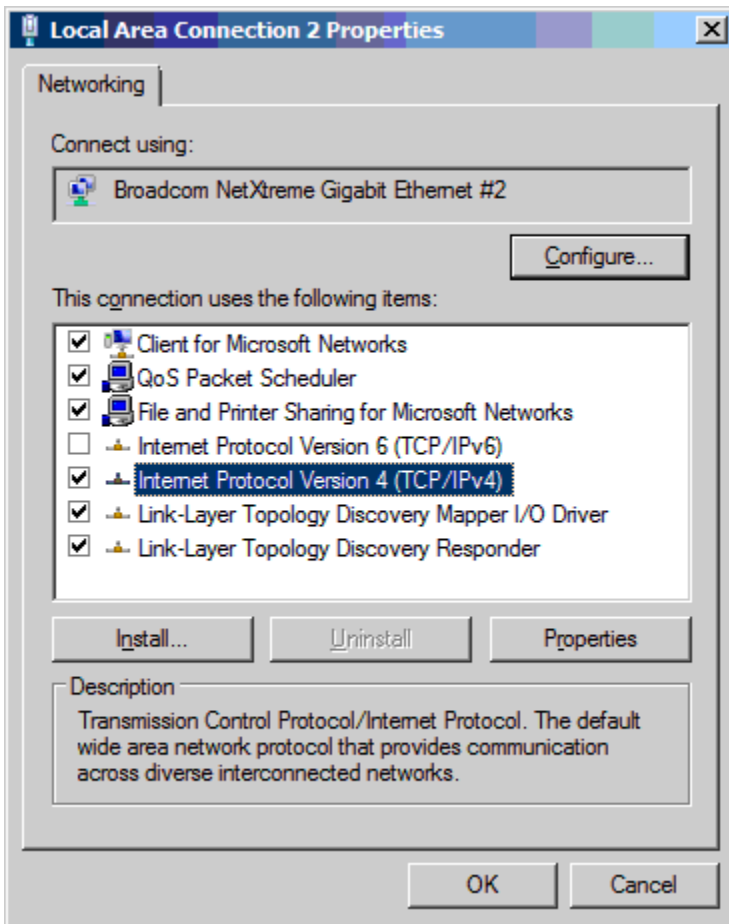 Local Area Connection 2 Properties
Networking
Connect using:
Broadcom NetXtreme Gigabit Ethernet #2
Configure...
This connection uses the following items:
Client for Microsoft Networks
QoS Packet Scheduler
File and Printer Sharing for Microsoft Networks
Internet Protocol Version 6 (TCP/IPv6)
Internet Protocol Version 4 (TCP/IPv4)
Link-Layer Topology Discovery Mapper I/O Driver
Link-Layer Topology Discovery Responder
Install... Uninstall Properties
Description
Transmission Control Protocol/Internet Protocol. The default
wide area network protocol that provides communication
across diverse interconnected networks.
OK Cancel